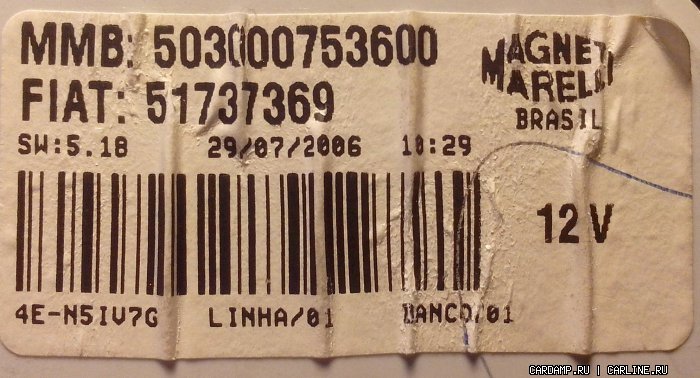 MMB: 503000753600
MAGNETI
MARELLI
FIAT: 51737369
BRASIL
SW:5.18 29/07/2006 10:29
12V
4E-N5IV7G LINHA/01 BANCO/01
CARDAMP.RU | CARLINE.RU